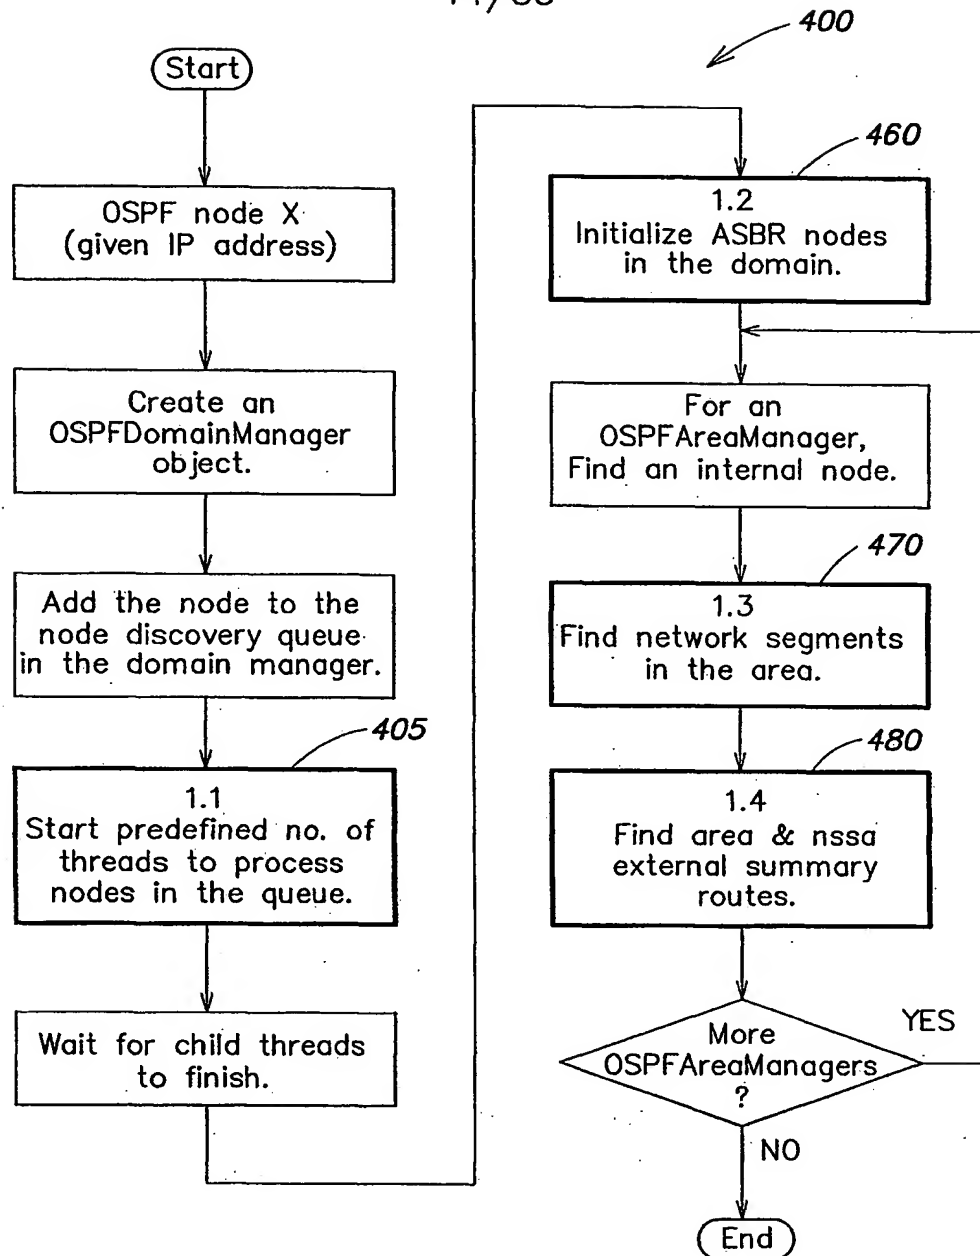 400
Start
OSPF node X
(given IP address)
Create an
OSPFDomainManager
object.
Add the node to the
node discovery queue
in the domain manager.
405
1.1
Start predefined no. of
threads to process
nodes in the queue.
Wait for child threads
to finish.
460
1.2
Initialize ASBR nodes
in the domain.
For an
OSPFAreaManager,
Find an internal node.
470
1.3
Find network segments
in the area.
480
1.4
Find area & nssa
external summary
routes.
More
OSPFAreaManagers
?
YES
NO
End